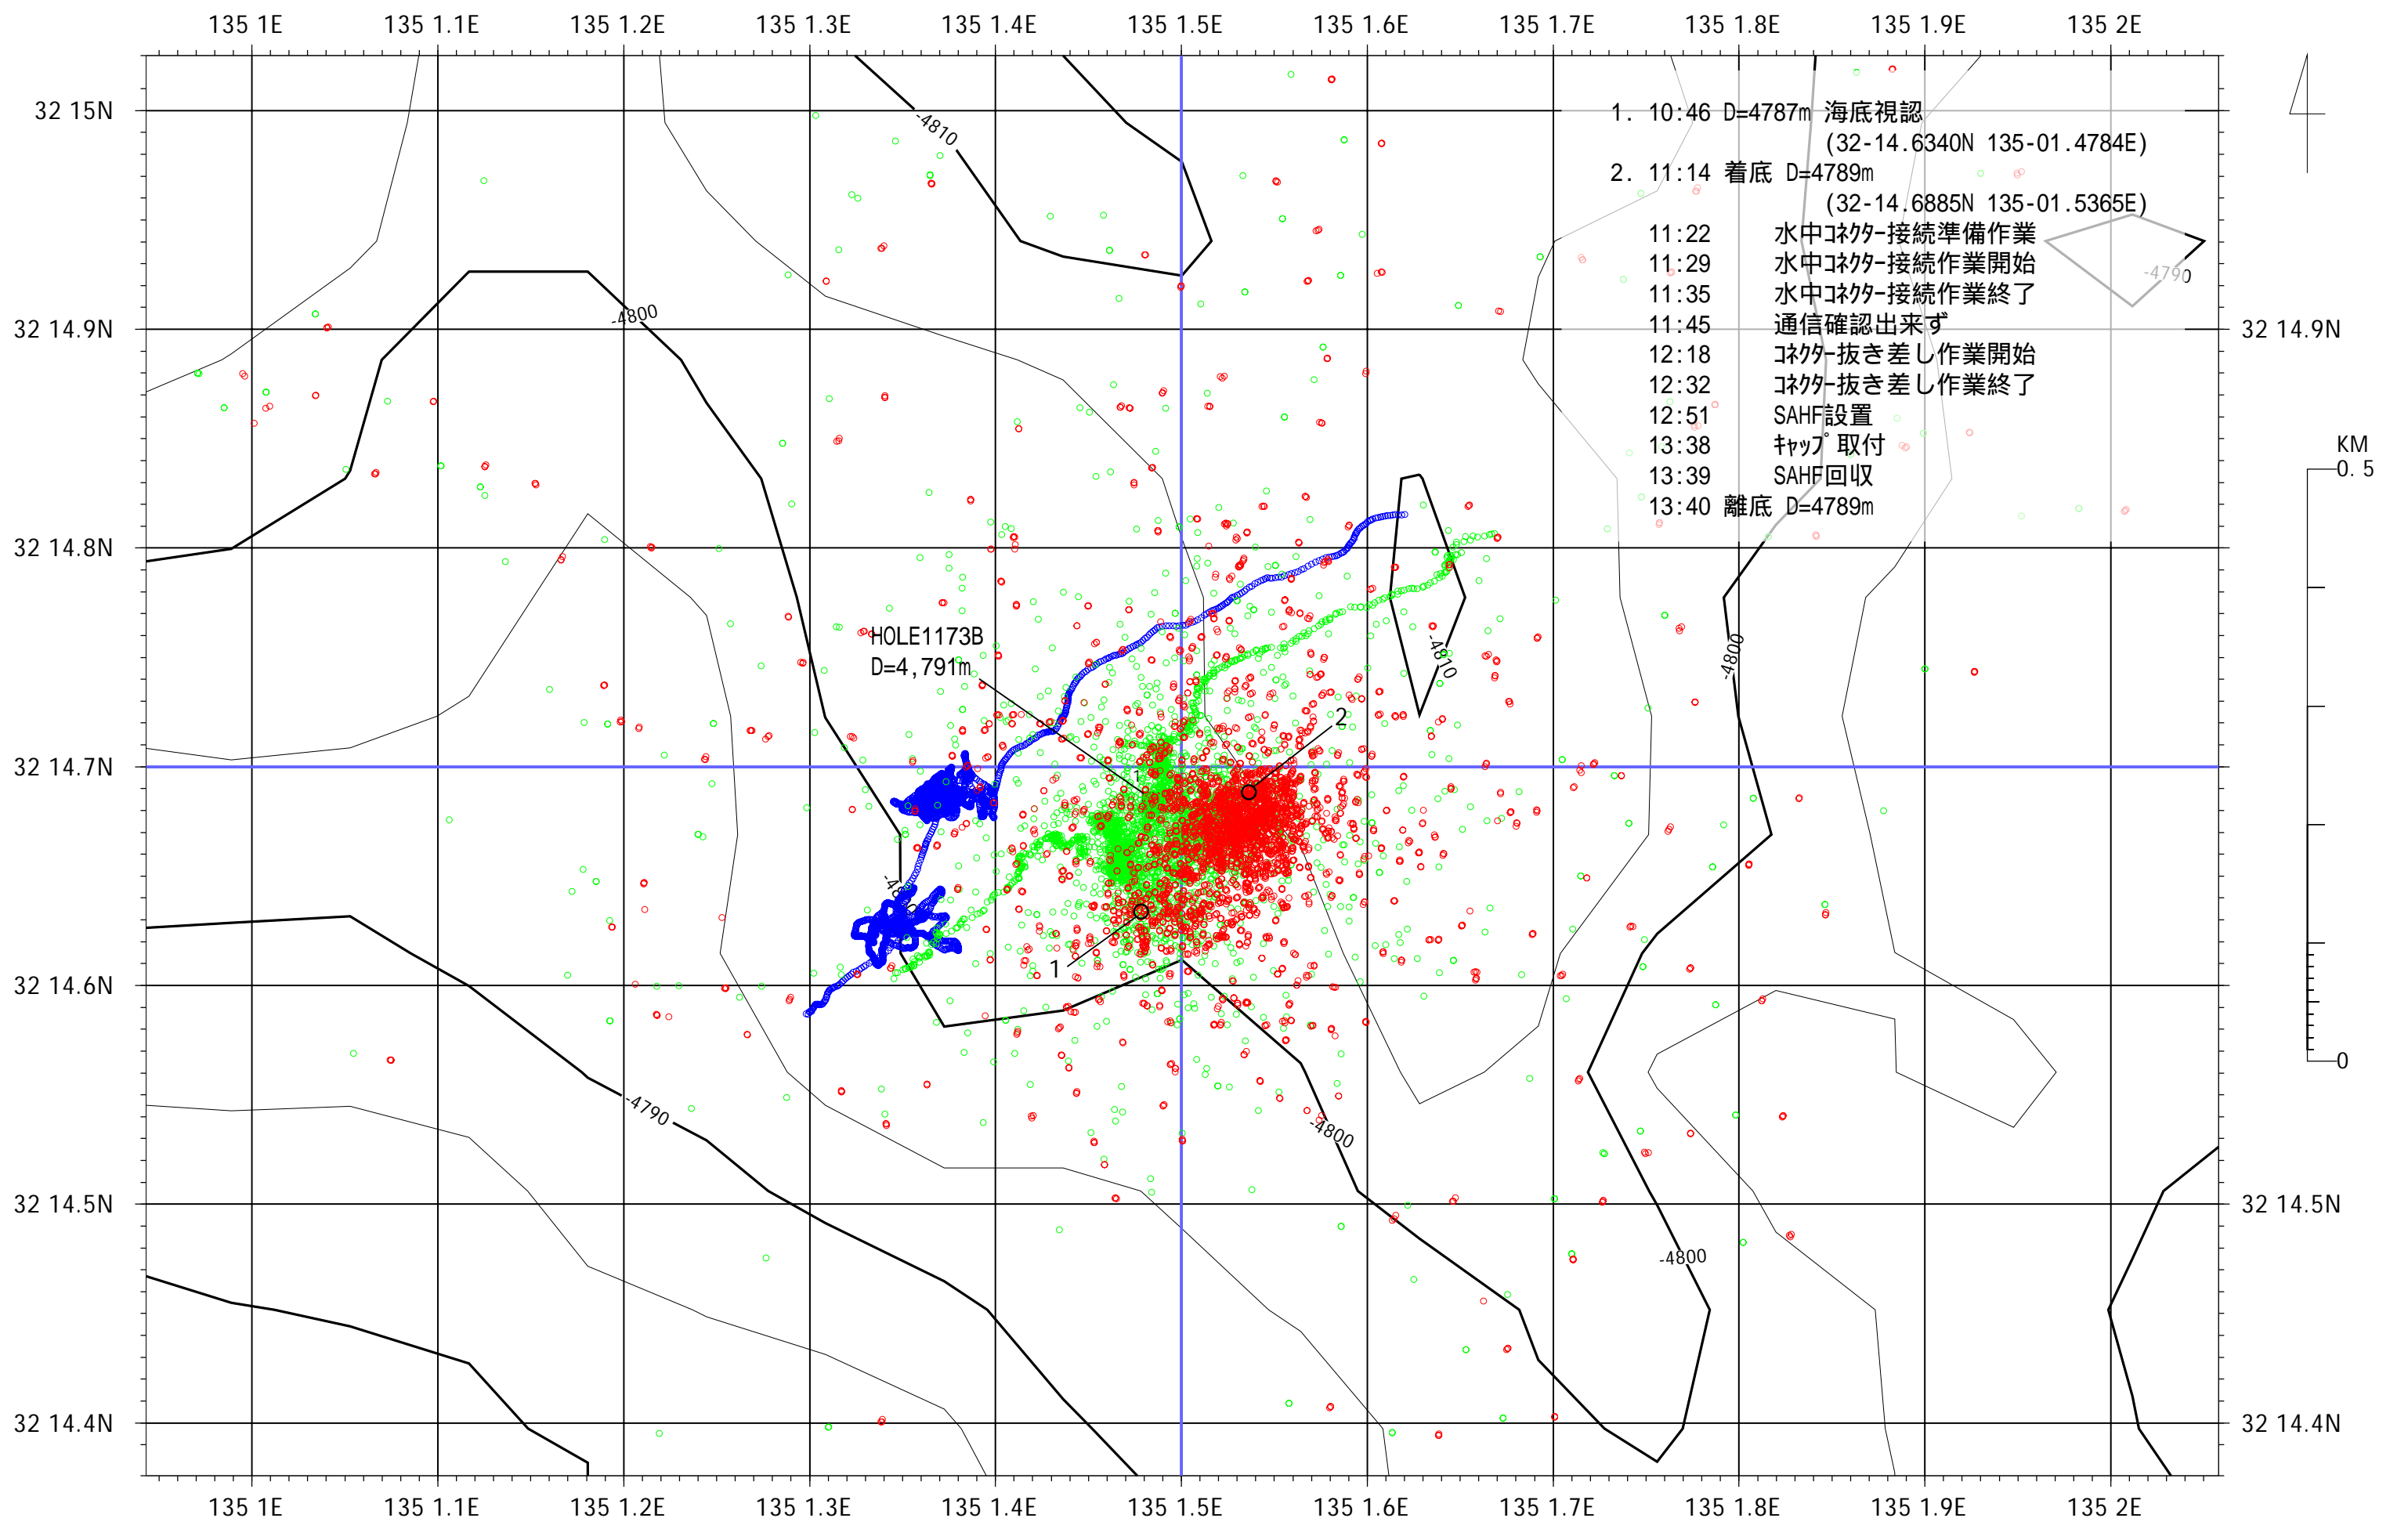 135 1E 135 1.1E 135 1.2E 135 1.3E 135 1.4E 135 1.5E 135 1.6E 135 1.7E 135 1.8E 135 1.9E 135 2E
32 15N
-4810
1. 10:46 D=4787m 海底視認
(32-14.6340N 135-01.4784E)
2. 11:14 着底 D=4789m
(32-14.6885N 135-01.5365E)
11:22 水中ｺﾈｸﾀｰ接続準備作業
11:29 水中ｺﾈｸﾀｰ接続作業開始
-4790
11:35 水中ｺﾈｸﾀｰ接続作業終了
-4800
11:45 通信確認出来ず
32 14.9N 32 14.9N
12:18 ｺﾈｸﾀｰ抜き差し作業開始
12:32 ｺﾈｸﾀｰ抜き差し作業終了
12:51 SAHF設置
13:38 ｷｬｯﾌﾟ取付
KM
13:39 SAHF回収
0.5
13:40 離底 D=4789m
32 14.8N
HOLE1173B
D=4,791m
-4810
-4800
2
32 14.7N
1
32 14.6N
0
-4790
-4800
32 14.5N 32 14.5N
-4800
32 14.4N 32 14.4N
135 1E 135 1.1E 135 1.2E 135 1.3E 135 1.4E 135 1.5E 135 1.6E 135 1.7E 135 1.8E 135 1.9E 135 2E